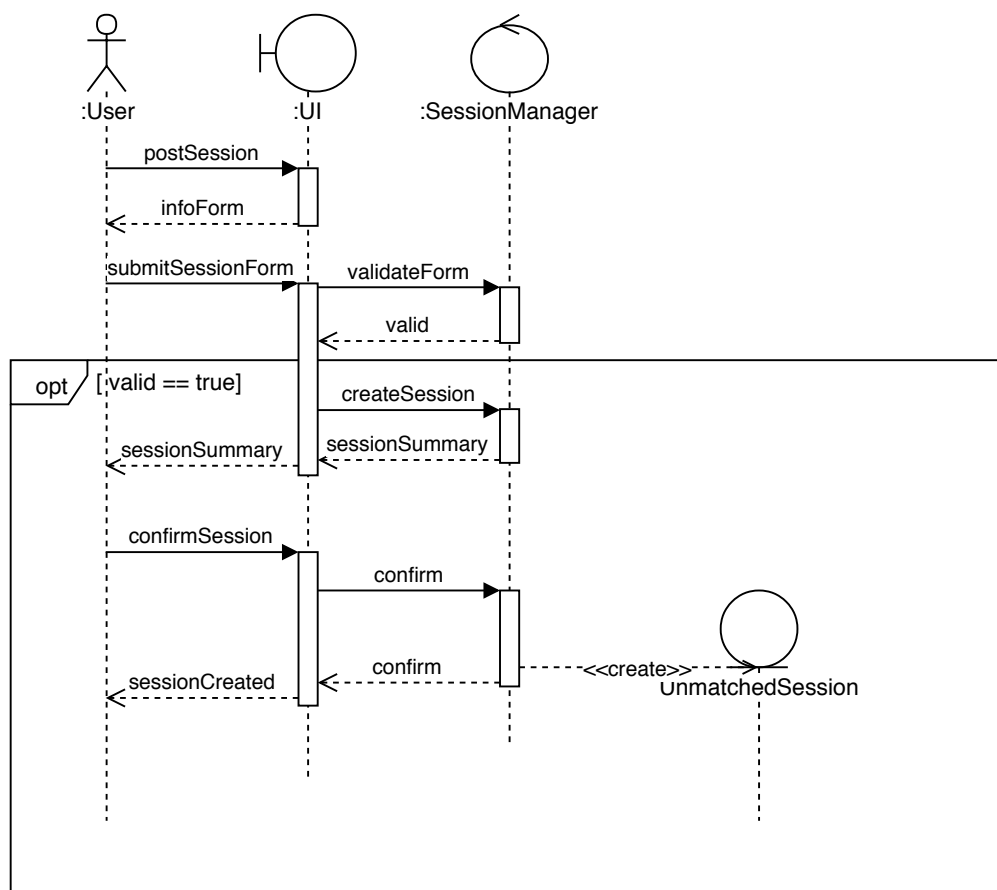 :User
:UI
:SessionManager
postSession
infoForm
submitSessionForm
validateForm
valid
opt
[ valid == true]
createSession
sessionSummary
sessionSummary
confirmSession
confirm
<<create>>
UnmatchedSession
confirm
sessionCreated